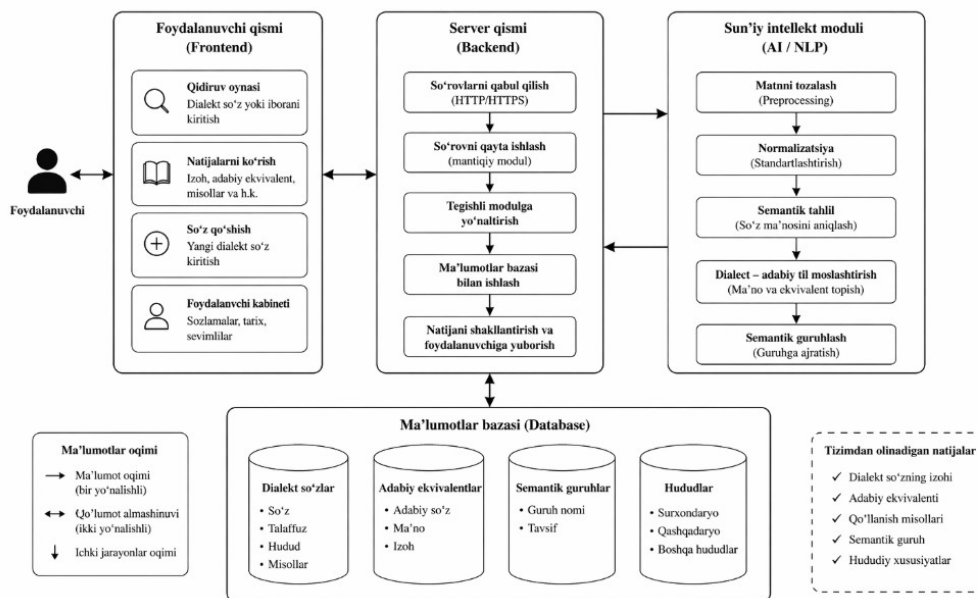 Foydalanuvchi
Foydalanuvchi qismi
(Frontend)
Qidiruv oynasi
Dialekt so‘z yoki iborani
kiritish
Natijalarni ko‘rish
Izoh, adabiy ekvivalent,
misollar va h.k.
So‘z qo‘shish
Yangi dialekt so‘z
kiritish
Foydalanvchi kabineti
Sozlamalar, tarix,
sevimlilar
Server qismi
(Backend)
So‘rovlarni qabul qilish
(HTTP/HTTPS)
So‘rovni qayta ishlash
(mantiqiy modul)
Tegishli modulga
yo‘naltirish
Ma’lumotlar bazasi
bilan ishlash
Natijani shakllantirish va
foydalanuvchiga yuborish
Sun’iy intellekt moduli
(AI / NLP)
Matnni tozalash
(Preprocessing)
Normalizatsiya
(Standartlashtirish)
Semantik tahlil
(So‘z ma’nosini aniqlash)
Dialect – adabiy til moslashtirish
(Ma’no va ekvivalent topish)
Semantik guruhlash
(Guruhga ajratish)
Ma’lumotlar oqimi
Ma’lumot oqimi
(bir yo‘nalishli)
Qo’lumot almashinuvi
(ikki yo‘nalishli)
Ichki jarayonlar oqimi
Ma’lumotlar bazasi (Database)
Dialekt so‘zlar
• So‘z
• Talaffuz
• Hudud
• Misollar
Adabiy ekvivalentlar
• Adabiy so‘z
• Ma’no
• Izoh
Semantik guruhlar
• Guruh nomi
• Tavsif
Hududlar
• Surxondaryo
• Qashqadaryo
• Boshqa hududlar
Tizimdan olinadigan natijalar
✓ Dialekt so‘zning izohi
✓ Adabiy ekvivalenti
✓ Qo’llanish misollari
✓ Semantik guruh
✓ Hududiy xususiyatlar